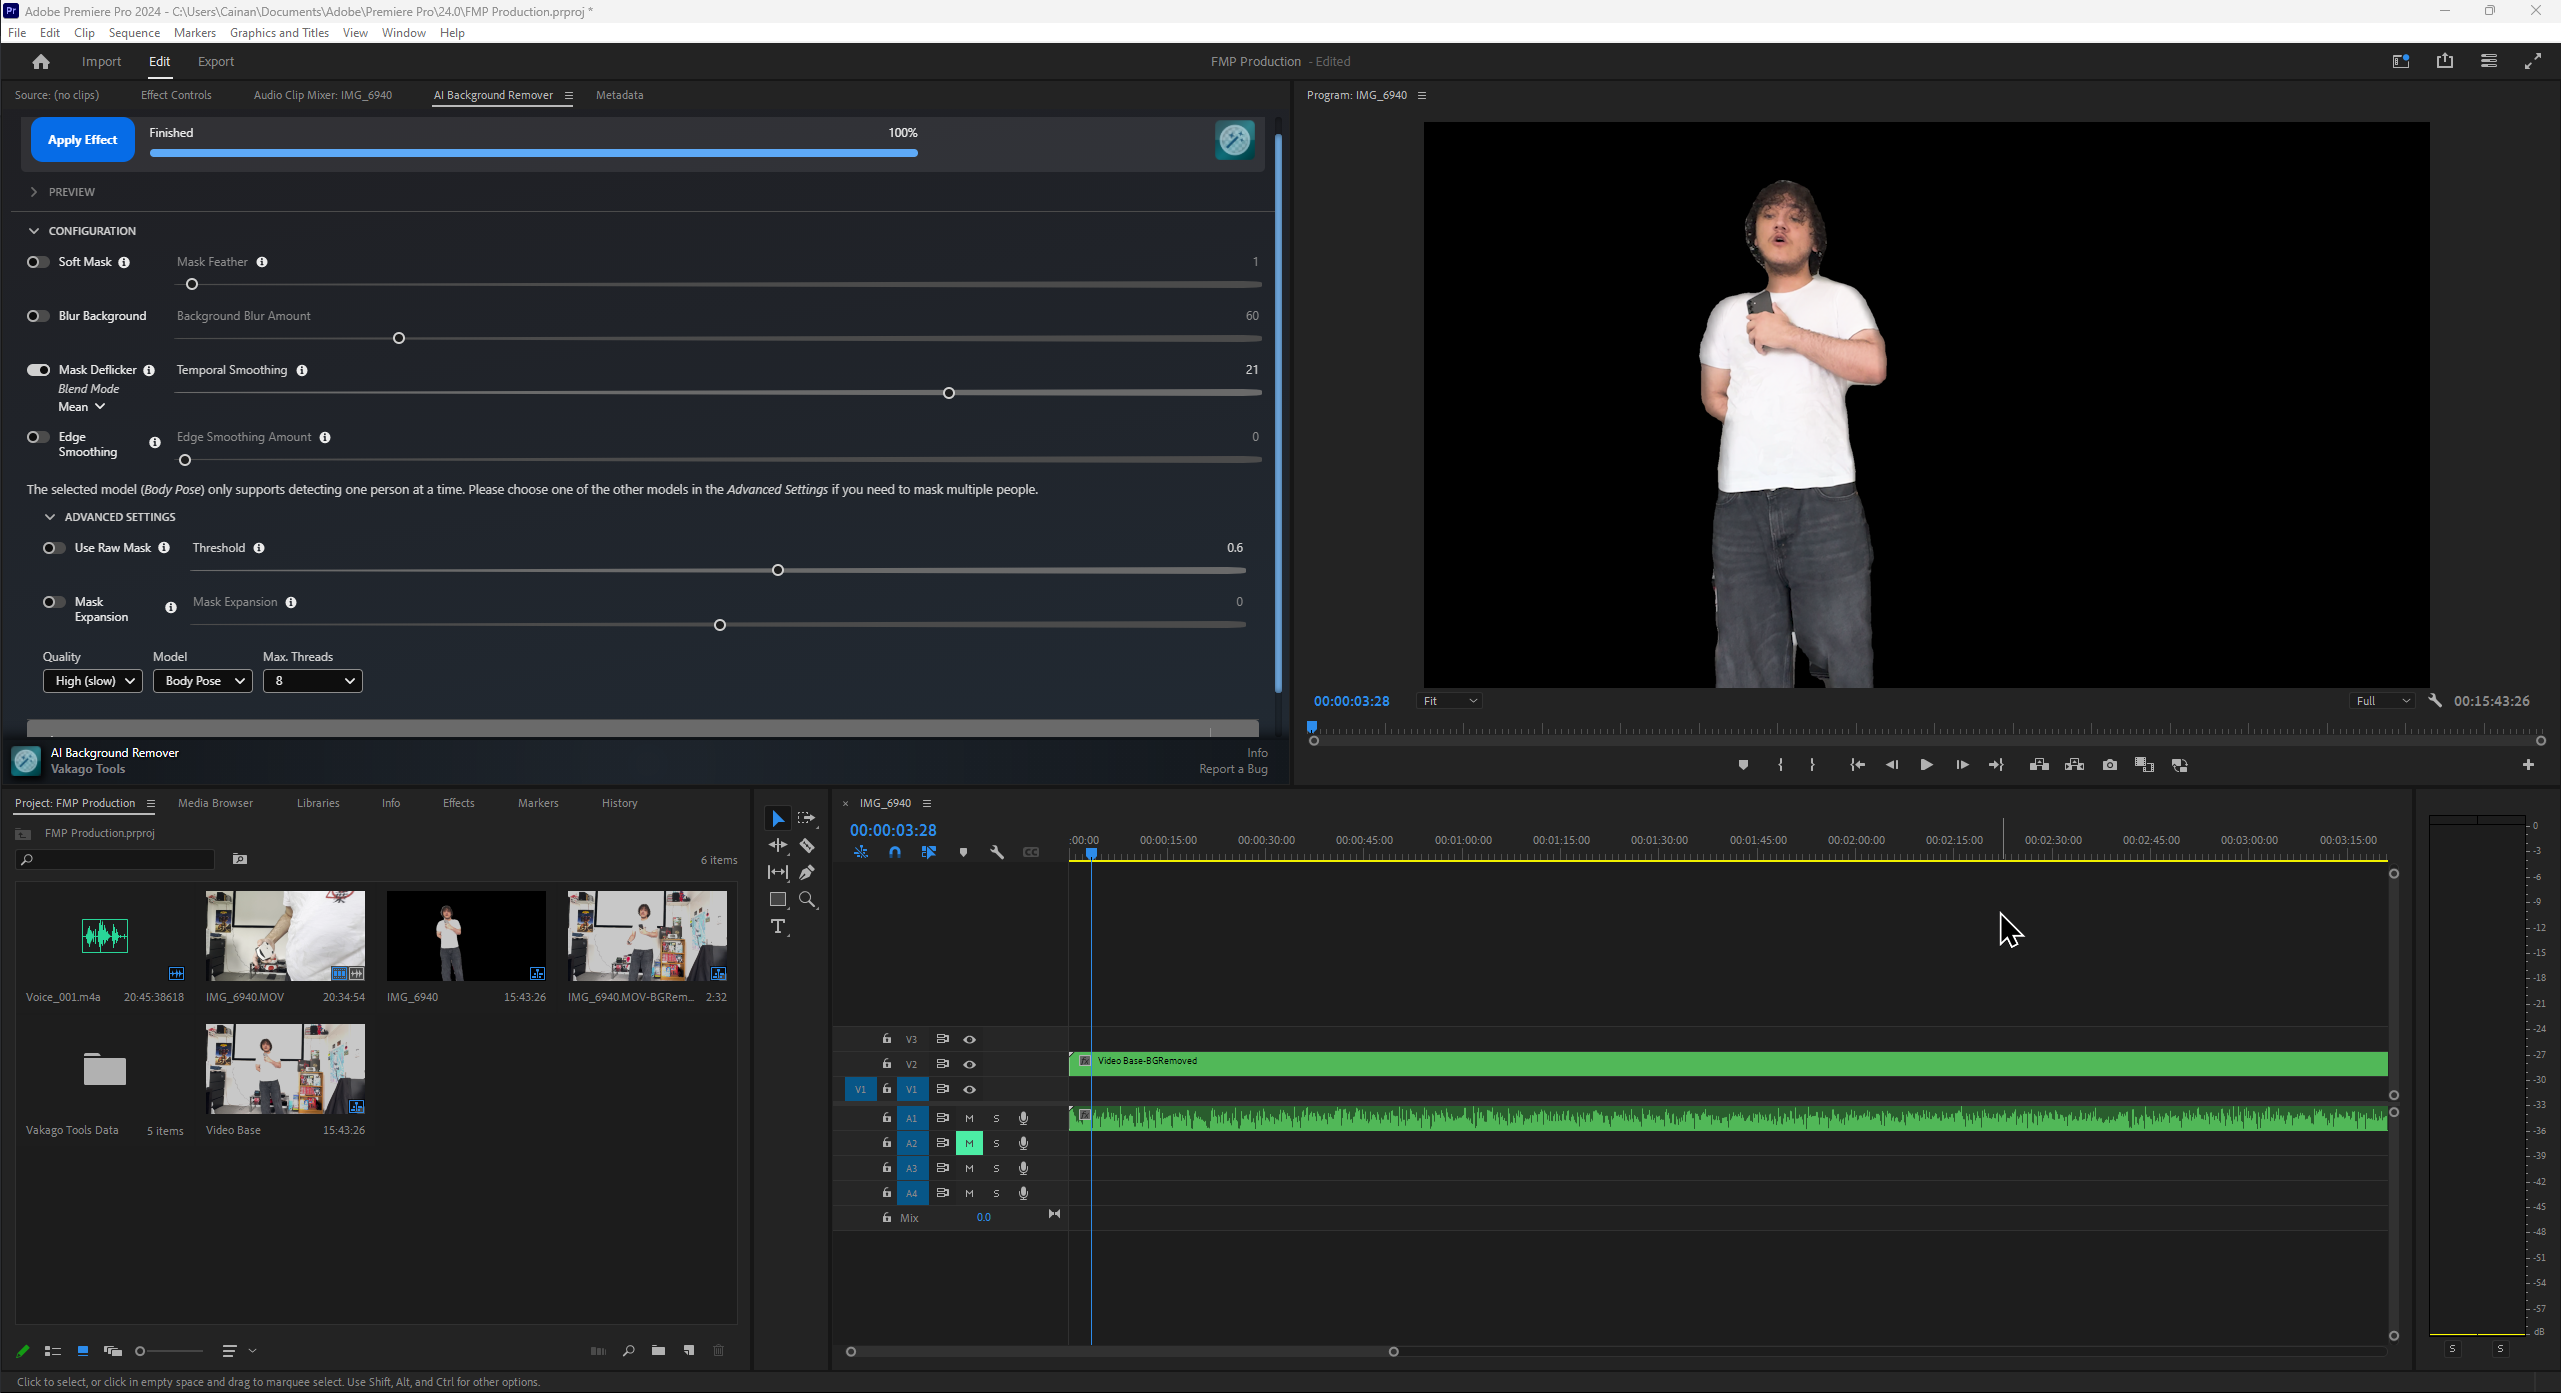 Pr Adobe Premiere Pro 2024 - C:\Users\Cainan\Documents\Adobe\Premiere Pro\24.0\FMP Production.prproj *
File Edit Clip Sequence Markers Graphics and Titles View Window Help
Import Edit Export FMP Production - Edited
Source: (no clips) Effect Controls Audio Clip Mixer: IMG_6940 AI Background Remover Metadata
Program: IMG_6940
Apply Effect Finished 100%
PREVIEW
CONFIGURATION
Soft Mask Mask Feather 1
Blur Background Background Blur Amount 60
Mask Deflicker Temporal Smoothing 21
Blend Mode
Mean
Edge Smoothing Edge Smoothing Amount 0
The selected model (Body Pose) only supports detecting one person at a time. Please choose one of the other models in the Advanced Settings if you need to mask multiple people.
ADVANCED SETTINGS
Use Raw Mask Threshold 0.6
Mask Expansion Mask Expansion 0
Quality Model Max. Threads
High (slow) Body Pose 8
AI Background Remover Info
Vakago Tools Report a Bug
00:00:03:28 Fit Full 00:15:43:26
Project: FMP Production Media Browser Libraries Info Effects Markers History
FMP Production.prproj
6 items
Voice_001.m4a 20:45:38618 IMG_6940.MOV 20:34:54 IMG_6940 15:43:26 IMG_6940.MOV-BGRem... 2:32
Vakago Tools Data 5 items Video Base 15:43:26
IMG_6940
00:00:03:28
:00:00 00:00:15:00 00:00:30:00 00:00:45:00 00:01:00:00 00:01:15:00 00:01:30:00 00:01:45:00 00:02:00:00 00:02:15:00 00:02:30:00 00:02:45:00 00:03:00:00 00:03:15:00
V3
V2 fx Video Base-BGRemoved
V1 V1
A1 M S fx
A2 M S
A3 M S
A4 M S
Mix 0.0
0
-3
-6
-9
-12
-15
-18
-21
-24
-27
-30
-33
-36
-39
-42
-45
-48
-51
-54
-57
dB
S S
Click to select, or click in empty space and drag to marquee select. Use Shift, Alt, and Ctrl for other options.